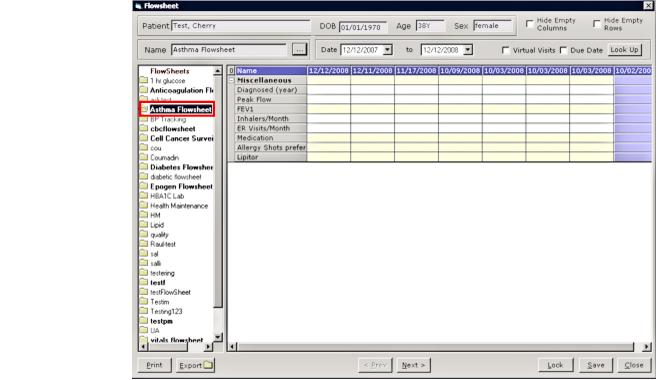 Flowsheet
Patient Test, Cherry DOB 01/01/1970 Age 38Y Sex female Hide Empty Columns Hide Empty Rows
Name Asthma Flowsheet ... Date 12/12/2007 to 12/12/2008 Virtual Visits Due Date Look Up
FlowSheets
1 hr glucose
Anticoagulation Fl
Asthma Flowsheet
BP Tracking
cbcflowsheet
Cell Cancer Survei
cou
Coumadin
Diabetes Flowshee
diabetic flowsheet
Epogen Flowsheet
HBA1C Lab
Health Maintenance
HM
Lipid
quality
Raul-test
sal
salli
testering
testf
testFlowSheet
Testim
Testing123
testpm
UA
vitals flowsheet
Name 12/12/2008 12/11/2008 11/17/2008 10/09/2008 10/03/2008 10/03/2008 10/03/2008 10/02/200
Miscellaneous
Diagnosed (year)
Peak Flow
FEV1
Inhalers/Month
ER Visits/Month
Medication
Allergy Shots prefer
Lipitor
Print Export < Prev Next > Lock Save Close